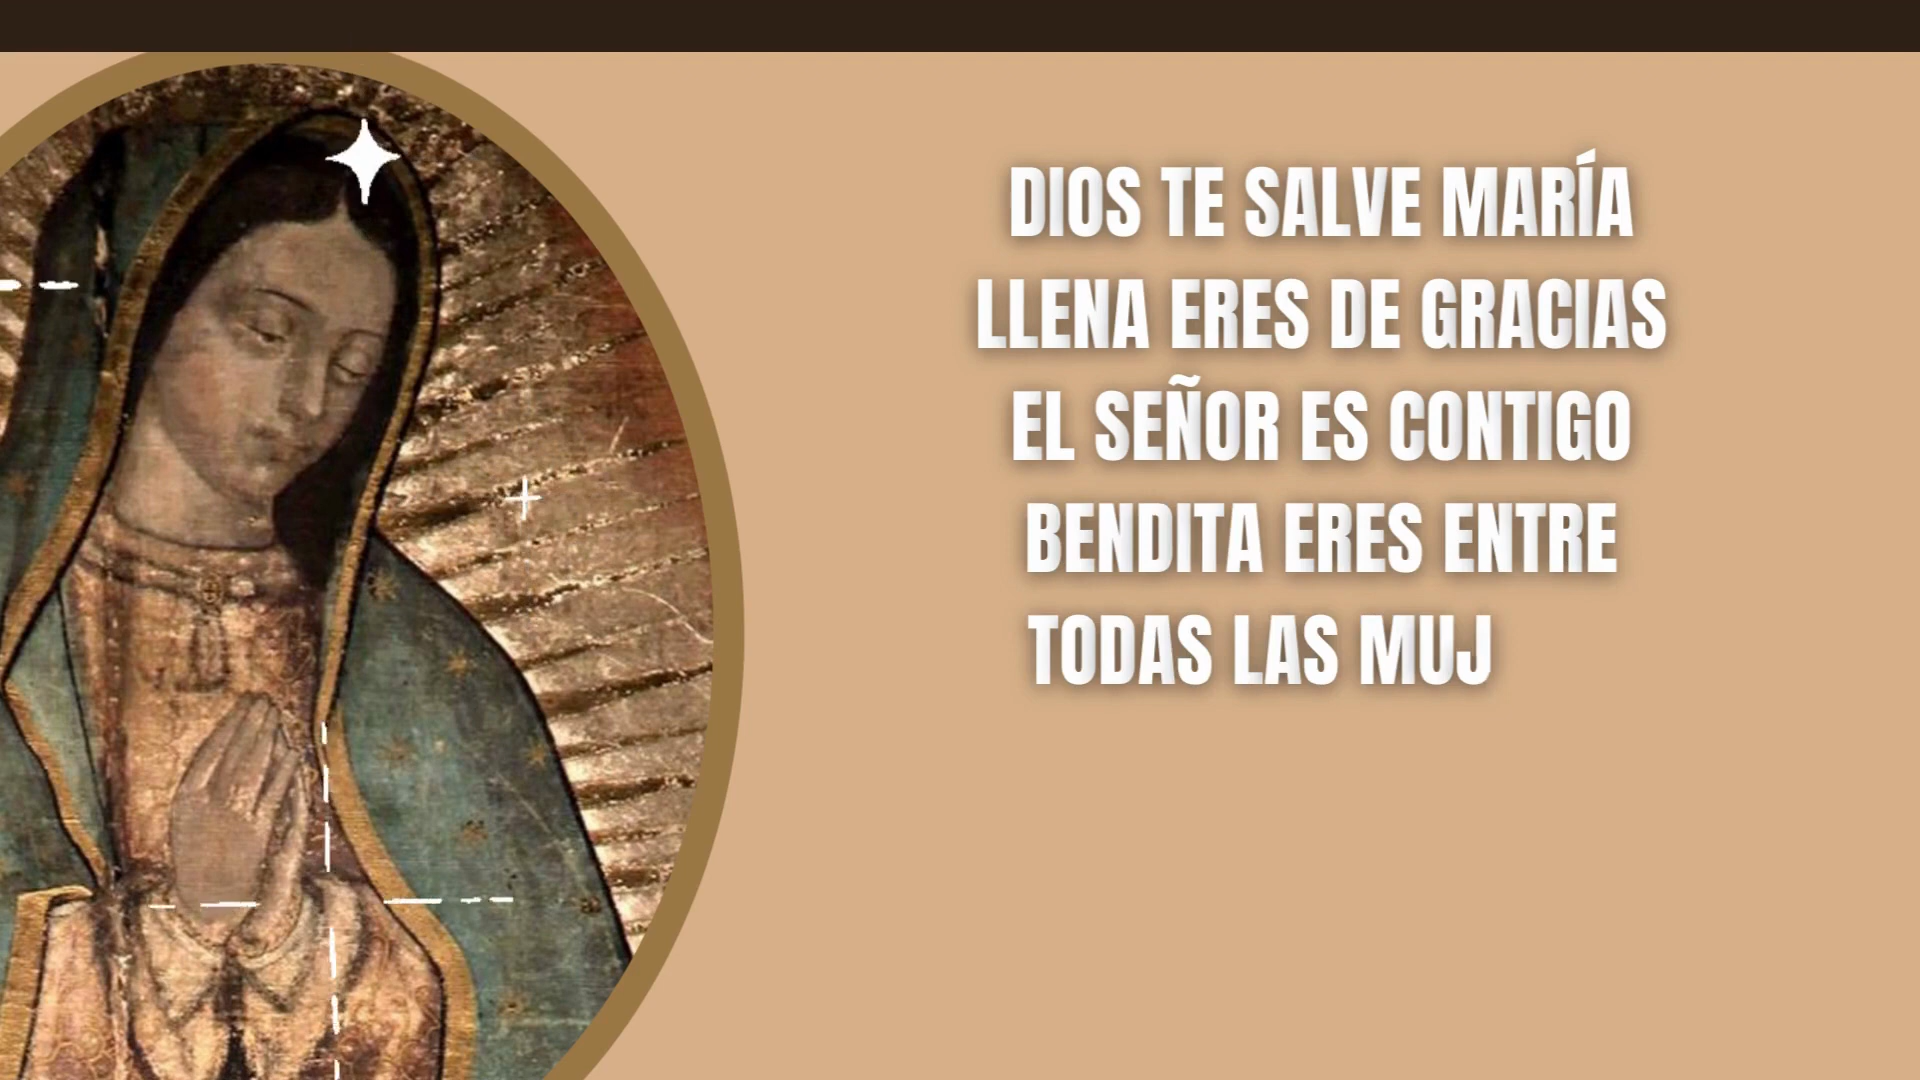 DIOS TE SALVE MARÍA
LLENA ERES DE GRACIAS
EL SEÑOR ES CONTIGO
BENDITA ERES ENTRE
TODAS LAS MUJ